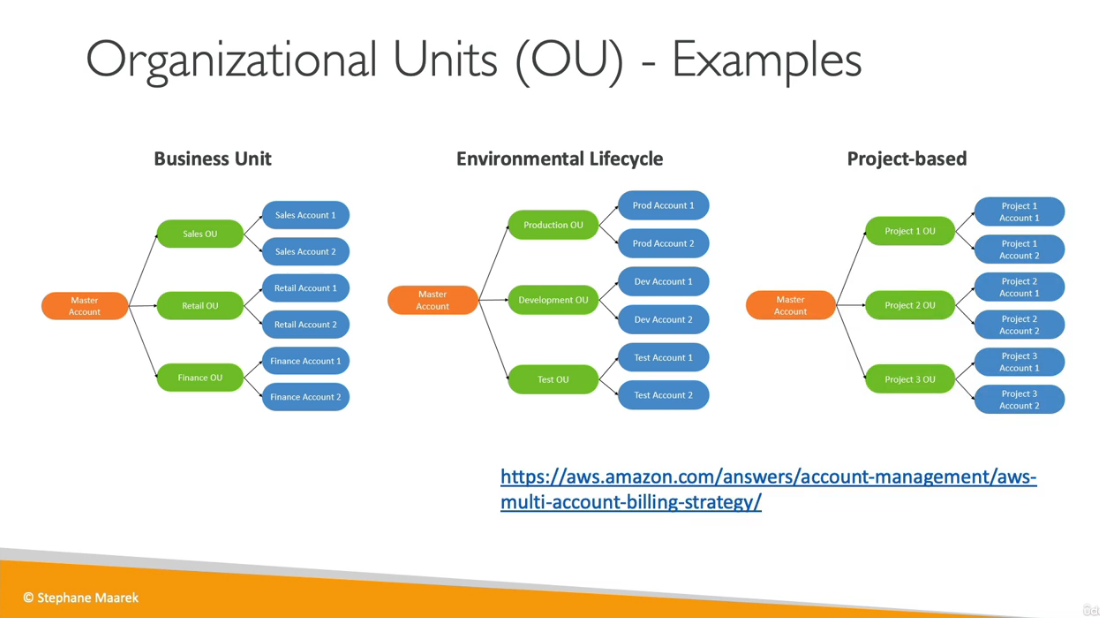 Organizational Units (OU) - Examples
Business Unit
Master
Account
Sales OU
Retail OU
Finance OU
Sales Account 1
Sales Account 2
Retail Account 1
Retail Account 2
Finance Account 1
Finance Account 2
Environmental Lifecycle
Master
Account
Production OU
Development OU
Test OU
Prod Account 1
Prod Account 2
Dev Account 1
Dev Account 2
Test Account 1
Test Account 2
Project-based
Master
Account
Project 1 OU
Project 2 OU
Project 3 OU
Project 1
Account 1
Project 1
Account 2
Project 2
Account 1
Project 2
Account 2
Project 3
Account 1
Project 3
Account 2
https://aws.amazon.com/answers/account-management/aws-
multi-account-billing-strategy/
© Stephane Maarek